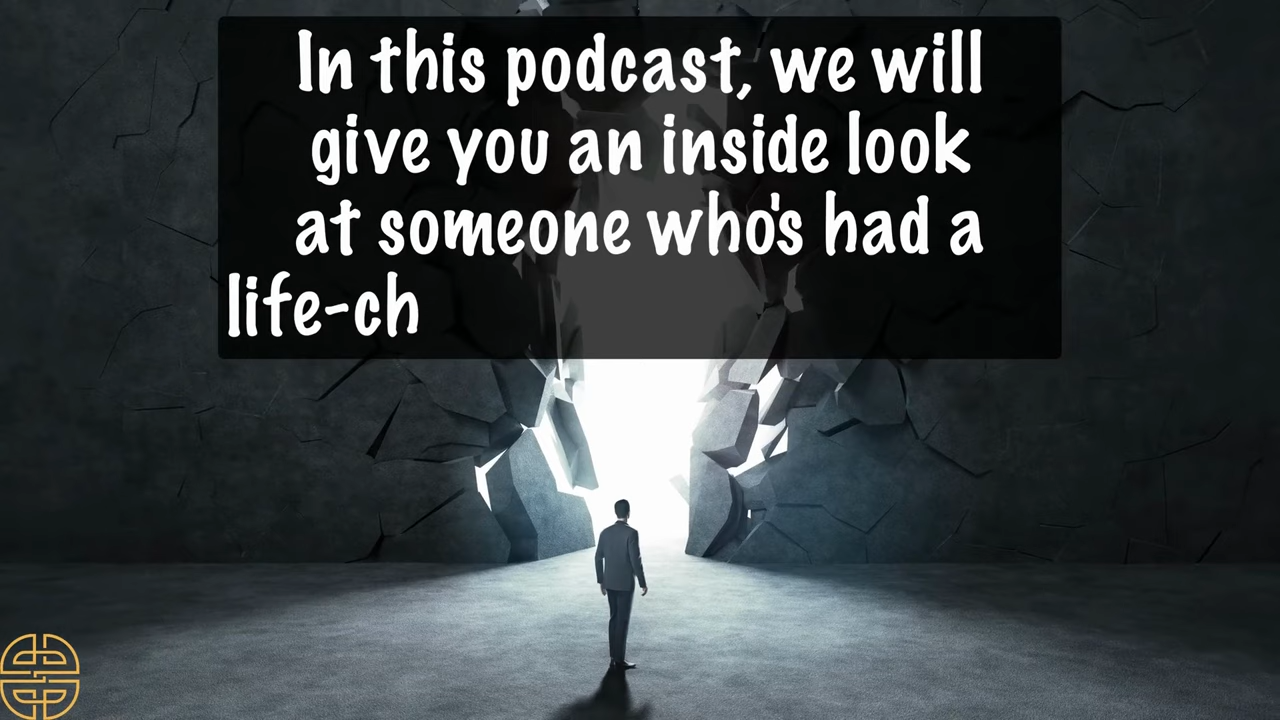 In this podcast, we will
give you an inside look
at someone who's had a
life-ch